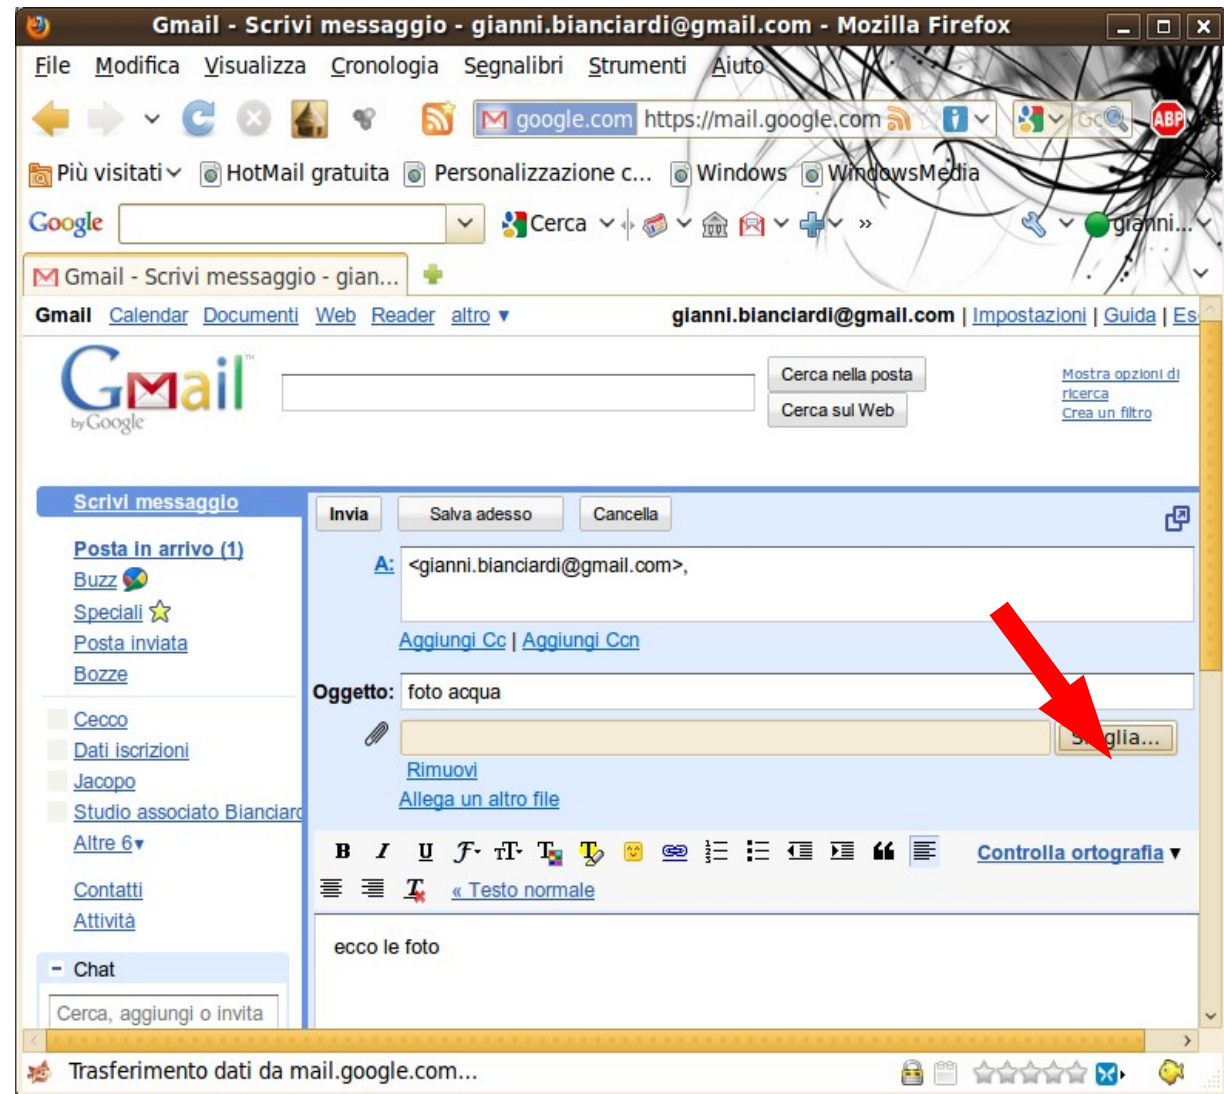 Gmail - Scrivi messaggio - gianni.bianciardi@gmail.com - Mozilla Firefox
File Modifica Visualizza Cronologia Segnalibri Strumenti Aiuto
google.com https://mail.google.com
ABP
Più visitati HotMail gratuita Personalizzazione c... Windows WindowsMedia »
Google Cerca » gianni...
Gmail - Scrivi messaggio - gian...
Gmail Calendar Documenti Web Reader altro ▼ gianni.bianciardi@gmail.com | Impostazioni | Guida | Es
Gmail™
by Google
Cerca nella posta
Cerca sul Web
Mostra opzioni di
ricerca
Crea un filtro
Scrivi messaggio
Invia Salva adesso Cancella
Posta in arrivo (1)
Buzz
Speciali
Posta inviata
Bozze
A: <gianni.bianciardi@gmail.com>,
Aggiungi Cc | Aggiungi Ccn
Oggetto: foto acqua
Rimuovi
Allega un altro file
Cecco
Dati iscrizioni
Jacopo
Studio associato Bianciard
Altre 6▼
Contatti
Attività
B I U Controlla ortografia ▼
« Testo normale
ecco le foto
– Chat
Cerca, aggiungi o invita
Trasferimento dati da mail.google.com...